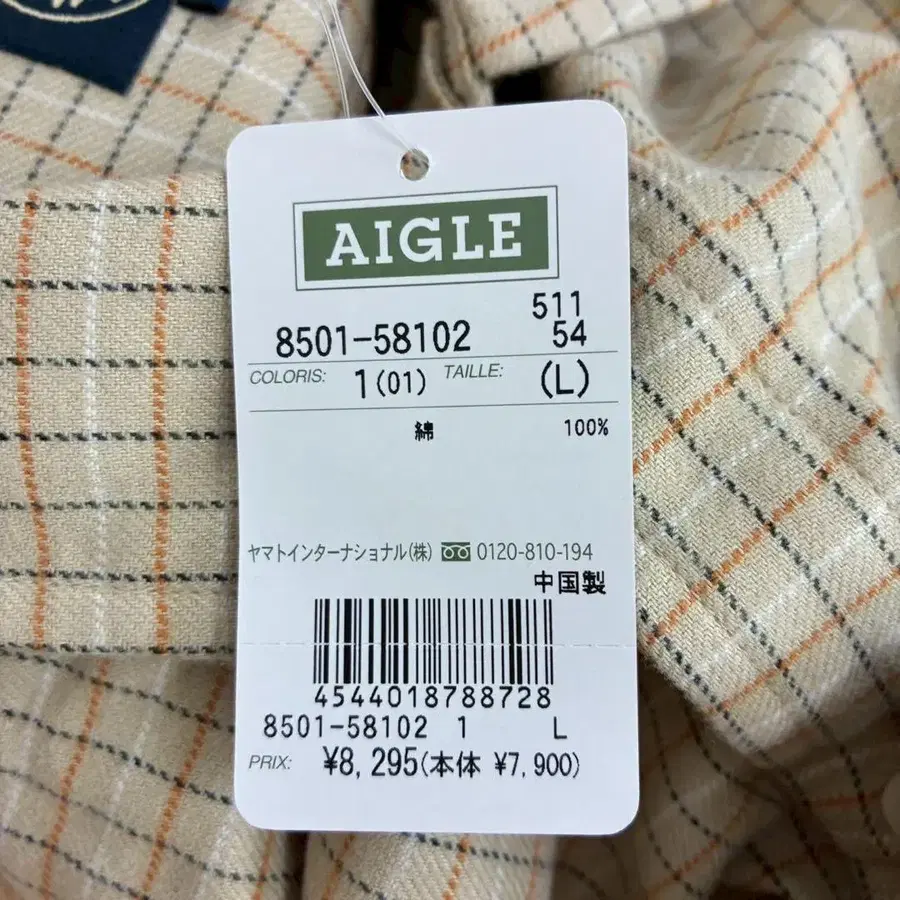 AIGLE
511
8501-58102 54
COLORIS: 1(01) TAILLE: (L)
綿 100%
ヤマトインターナショナル(株) 0120-810-194
中国製
4544018788728
8501-58102 1 L
PRIX: ¥8,295(本体 ¥7,900)